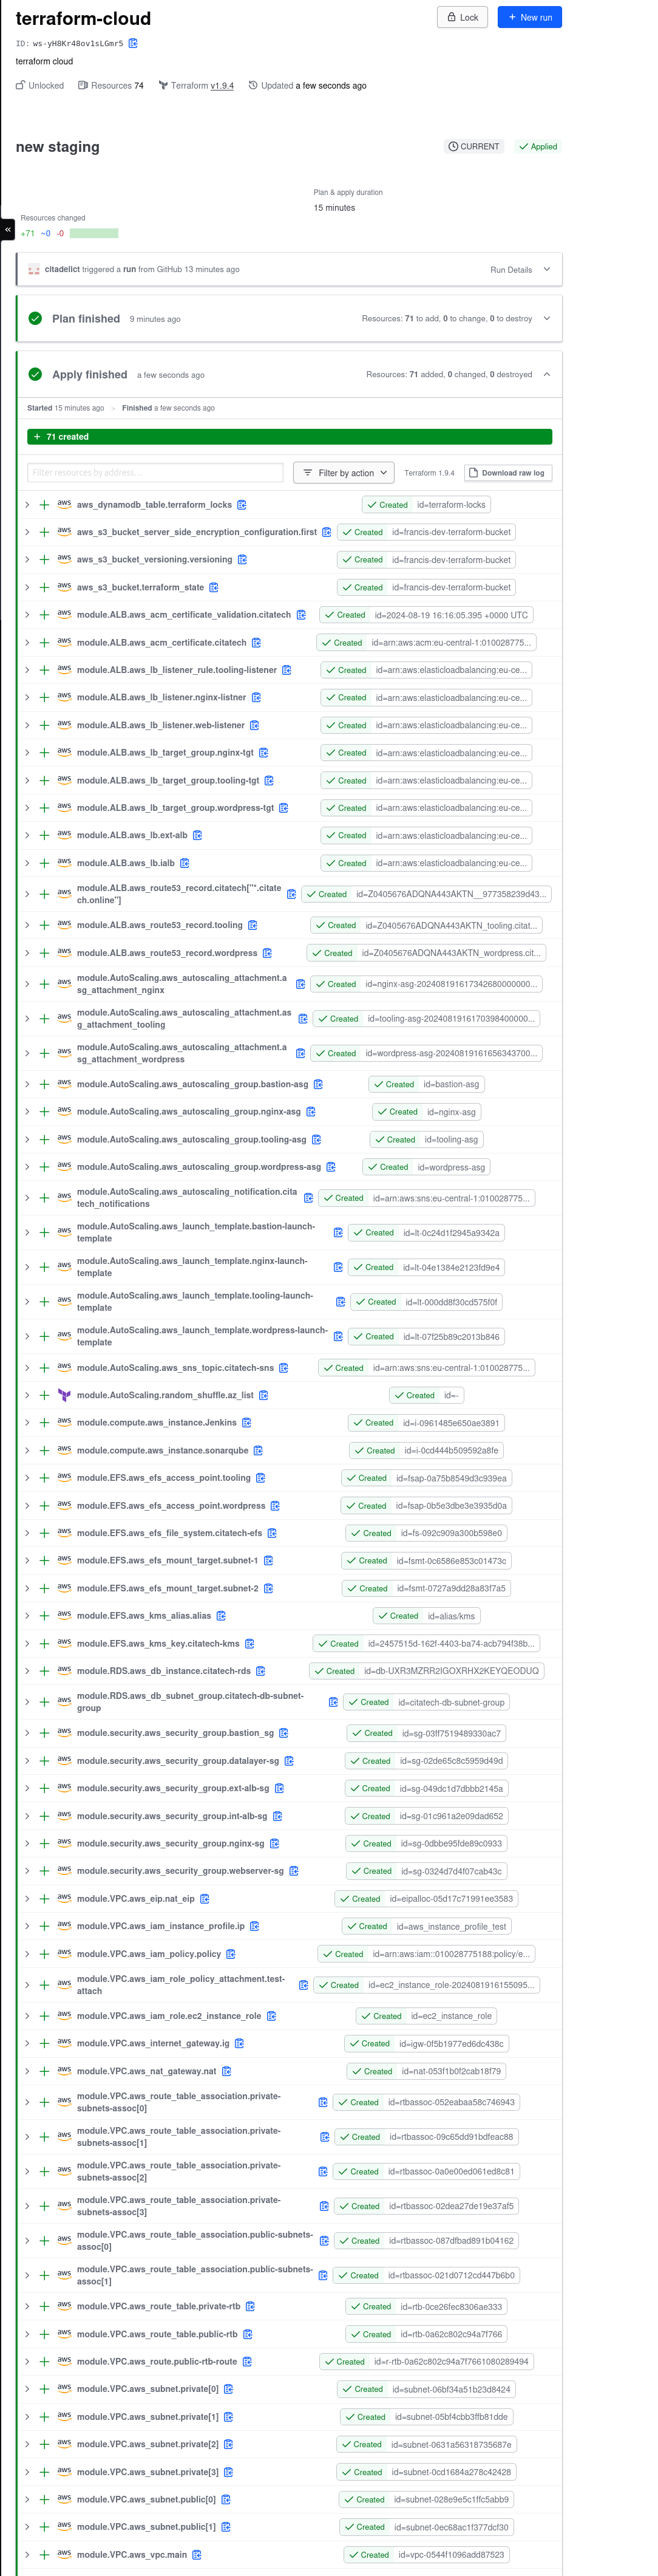 terraform-cloud
Lock
+ New run
ID: ws-yH8Kr48ov1sLGmr5
terraform cloud
Unlocked Resources 74 Terraform v1.9.4 Updated a few seconds ago
new staging
CURRENT
Applied
Plan & apply duration
15 minutes
Resources changed
+71 ~0 -0
citadelict triggered a run from GitHub 13 minutes ago
Run Details
Plan finished 9 minutes ago
Resources: 71 to add, 0 to change, 0 to destroy
Apply finished a few seconds ago
Resources: 71 added, 0 changed, 0 destroyed
Started 15 minutes ago > Finished a few seconds ago
+ 71 created
Filter resources by address...
Filter by action
Terraform 1.9.4
Download raw log
aws_dynamodb_table.terraform_locks Created id=terraform-locks
aws_s3_bucket_server_side_encryption_configuration.first Created id=francis-dev-terraform-bucket
aws_s3_bucket_versioning.versioning Created id=francis-dev-terraform-bucket
aws_s3_bucket.terraform_state Created id=francis-dev-terraform-bucket
module.ALB.aws_acm_certificate_validation.citatech Created id=2024-08-19 16:16:05.395 +0000 UTC
module.ALB.aws_acm_certificate.citatech Created id=arn:aws:acm:eu-central-1:010028775...
module.ALB.aws_lb_listener_rule.tooling-listener Created id=arn:aws:elasticloadbalancing:eu-ce...
module.ALB.aws_lb_listener.nginx-listner Created id=arn:aws:elasticloadbalancing:eu-ce...
module.ALB.aws_lb_listener.web-listener Created id=arn:aws:elasticloadbalancing:eu-ce...
module.ALB.aws_lb_target_group.nginx-tgt Created id=arn:aws:elasticloadbalancing:eu-ce...
module.ALB.aws_lb_target_group.tooling-tgt Created id=arn:aws:elasticloadbalancing:eu-ce...
module.ALB.aws_lb_target_group.wordpress-tgt Created id=arn:aws:elasticloadbalancing:eu-ce...
module.ALB.aws_lb.ext-alb Created id=arn:aws:elasticloadbalancing:eu-ce...
module.ALB.aws_lb.ialb Created id=arn:aws:elasticloadbalancing:eu-ce...
module.ALB.aws_route53_record.citatech["*.citate
ch.online"] Created id=Z0405676ADQNA443AKTN__977358239d43...
module.ALB.aws_route53_record.tooling Created id=Z0405676ADQNA443AKTN_tooling.citat...
module.ALB.aws_route53_record.wordpress Created id=Z0405676ADQNA443AKTN_wordpress.cit...
module.AutoScaling.aws_autoscaling_attachment.a
sg_attachment_nginx Created id=nginx-asg-202408191617342680000000...
module.AutoScaling.aws_autoscaling_attachment.as
g_attachment_tooling Created id=tooling-asg-2024081916170398400000...
module.AutoScaling.aws_autoscaling_attachment.a
sg_attachment_wordpress Created id=wordpress-asg-20240819161656343700...
module.AutoScaling.aws_autoscaling_group.bastion-asg Created id=bastion-asg
module.AutoScaling.aws_autoscaling_group.nginx-asg Created id=nginx-asg
module.AutoScaling.aws_autoscaling_group.tooling-asg Created id=tooling-asg
module.AutoScaling.aws_autoscaling_group.wordpress-asg Created id=wordpress-asg
module.AutoScaling.aws_autoscaling_notification.cita
tech_notifications Created id=arn:aws:sns:eu-central-1:010028775...
module.AutoScaling.aws_launch_template.bastion-launch-
template Created id=lt-0c24d1f2945a9342a
module.AutoScaling.aws_launch_template.nginx-launch-
template Created id=lt-04e1384e2123fd9e4
module.AutoScaling.aws_launch_template.tooling-launch-
template Created id=lt-000dd8f30cd575f0f
module.AutoScaling.aws_launch_template.wordpress-launch-
template Created id=lt-07f25b89c2013b846
module.AutoScaling.aws_sns_topic.citatech-sns Created id=arn:aws:sns:eu-central-1:010028775...
module.AutoScaling.random_shuffle.az_list Created id=-
module.compute.aws_instance.Jenkins Created id=i-0961485e650ae3891
module.compute.aws_instance.sonarqube Created id=i-0cd444b509592a8fe
module.EFS.aws_efs_access_point.tooling Created id=fsap-0a75b8549d3c939ea
module.EFS.aws_efs_access_point.wordpress Created id=fsap-0b5e3dbe3e3935d0a
module.EFS.aws_efs_file_system.citatech-efs Created id=fs-092c909a300b598e0
module.EFS.aws_efs_mount_target.subnet-1 Created id=fsmt-0c6586e853c01473c
module.EFS.aws_efs_mount_target.subnet-2 Created id=fsmt-0727a9dd28a83f7a5
module.EFS.aws_kms_alias.alias Created id=alias/kms
module.EFS.aws_kms_key.citatech-kms Created id=2457515d-162f-4403-ba74-acb794f38b...
module.RDS.aws_db_instance.citatech-rds Created id=db-UXR3MZRR2IGOXRHX2KEYQEODUQ
module.RDS.aws_db_subnet_group.citatech-db-subnet-
group Created id=citatech-db-subnet-group
module.security.aws_security_group.bastion_sg Created id=sg-03ff7519489330ac7
module.security.aws_security_group.datalayer-sg Created id=sg-02de65c8c5959d49d
module.security.aws_security_group.ext-alb-sg Created id=sg-049dc1d7dbbb2145a
module.security.aws_security_group.int-alb-sg Created id=sg-01c961a2e09dad652
module.security.aws_security_group.nginx-sg Created id=sg-0dbbe95fde89c0933
module.security.aws_security_group.webserver-sg Created id=sg-0324d7d4f07cab43c
module.VPC.aws_eip.nat_eip Created id=eipalloc-05d17c71991ee3583
module.VPC.aws_iam_instance_profile.ip Created id=aws_instance_profile_test
module.VPC.aws_iam_policy.policy Created id=arn:aws:iam::010028775188:policy/e...
module.VPC.aws_iam_role_policy_attachment.test-
attach Created id=ec2_instance_role-2024081916155095...
module.VPC.aws_iam_role.ec2_instance_role Created id=ec2_instance_role
module.VPC.aws_internet_gateway.ig Created id=igw-0f5b1977ed6dc438c
module.VPC.aws_nat_gateway.nat Created id=nat-053f1b0f2cab18f79
module.VPC.aws_route_table_association.private-
subnets-assoc[0] Created id=rtbassoc-052eabaa58c746943
module.VPC.aws_route_table_association.private-
subnets-assoc[1] Created id=rtbassoc-09c65dd91bdfeac88
module.VPC.aws_route_table_association.private-
subnets-assoc[2] Created id=rtbassoc-0a0e00ed061ed8c81
module.VPC.aws_route_table_association.private-
subnets-assoc[3] Created id=rtbassoc-02dea27de19e37af5
module.VPC.aws_route_table_association.public-subnets-
assoc[0] Created id=rtbassoc-087dfbad891b04162
module.VPC.aws_route_table_association.public-subnets-
assoc[1] Created id=rtbassoc-021d0712cd447b6b0
module.VPC.aws_route_table.private-rtb Created id=rtb-0ce26fec8306ae333
module.VPC.aws_route_table.public-rtb Created id=rtb-0a62c802c94a7f766
module.VPC.aws_route.public-rtb-route Created id=r-rtb-0a62c802c94a7f7661080289494
module.VPC.aws_subnet.private[0] Created id=subnet-06bf34a51b23d8424
module.VPC.aws_subnet.private[1] Created id=subnet-05bf4cbb3ffb81dde
module.VPC.aws_subnet.private[2] Created id=subnet-0631a56318735687e
module.VPC.aws_subnet.private[3] Created id=subnet-0cd1684a278c42428
module.VPC.aws_subnet.public[0] Created id=subnet-028e9e5c1ffc5abb9
module.VPC.aws_subnet.public[1] Created id=subnet-0ec68ac1f377dcf30
module.VPC.aws_vpc.main Created id=vpc-0544f1096add87523